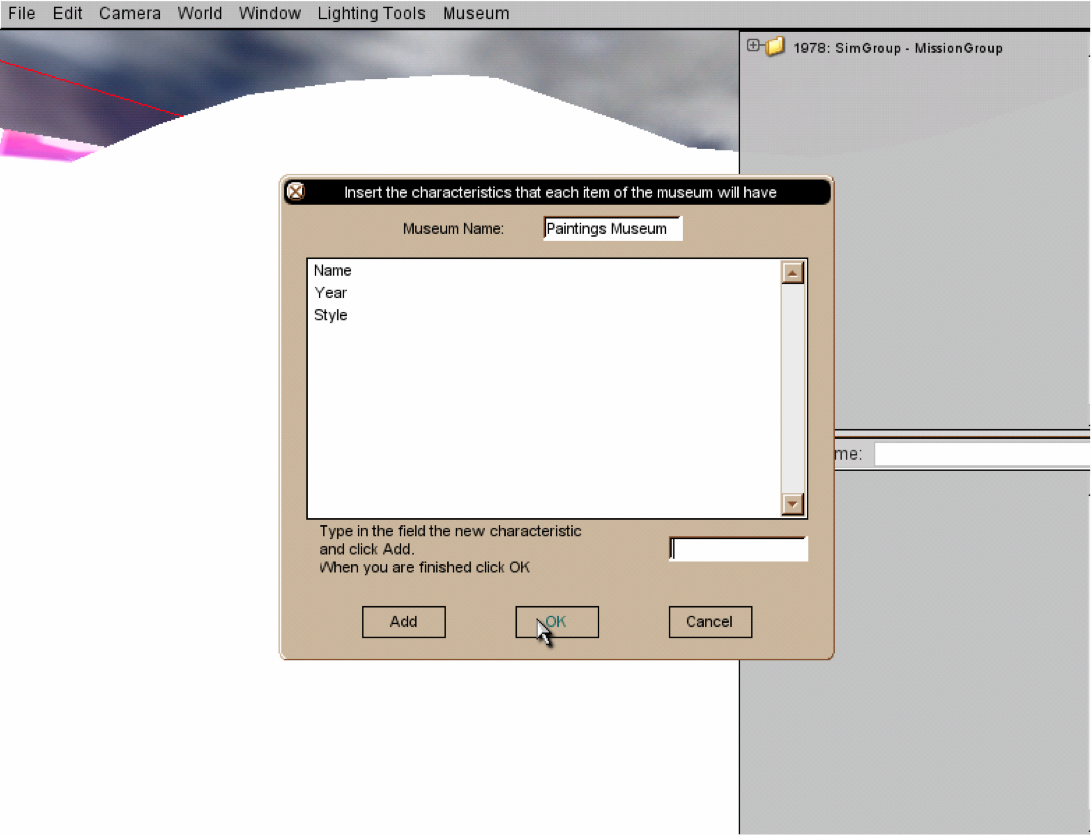 File Edit Camera World Window Lighting Tools Museum
1978: SimGroup - MissionGroup
Insert the characteristics that each item of the museum will have
Museum Name: Paintings Museum
Name
Year
Style
me:
Type in the field the new characteristic
and click Add.
When you are finished click OK
Add OK Cancel